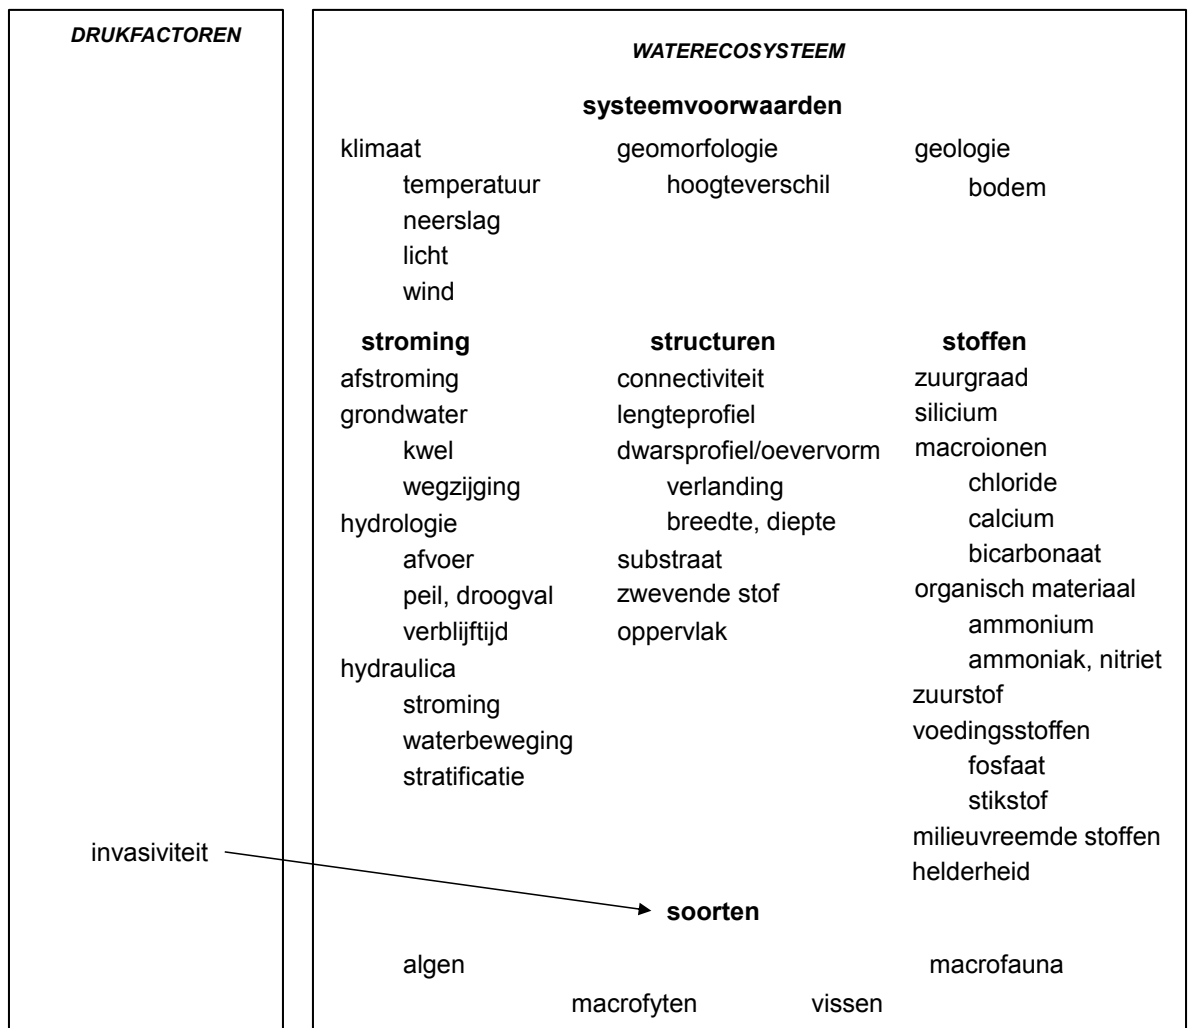 DRUKFACTOREN
WATERECOSYSTEEM
systeemvoorwaarden
klimaat
temperatuur
neerslag
licht
wind
geomorfologie
hoogteverschil
geologie
bodem
stroming
afstroming
grondwater
kwel
wegzijging
hydrologie
afvoer
peil, droogval
verblijftijd
hydraulica
stroming
waterbeweging
stratificatie
structuren
connectiviteit
lengteprofiel
dwarsprofiel/oevervorm
verlanding
breedte, diepte
substraat
zwevende stof
oppervlak
stoffen
zuurgraad
silicium
macroionen
chloride
calcium
bicarbonaat
organisch materiaal
ammonium
ammoniak, nitriet
zuurstof
voedingsstoffen
fosfaat
stikstof
milieuvreemde stoffen
helderheid
invasiviteit
soorten
algen
macrofauna
macrofyten
vissen